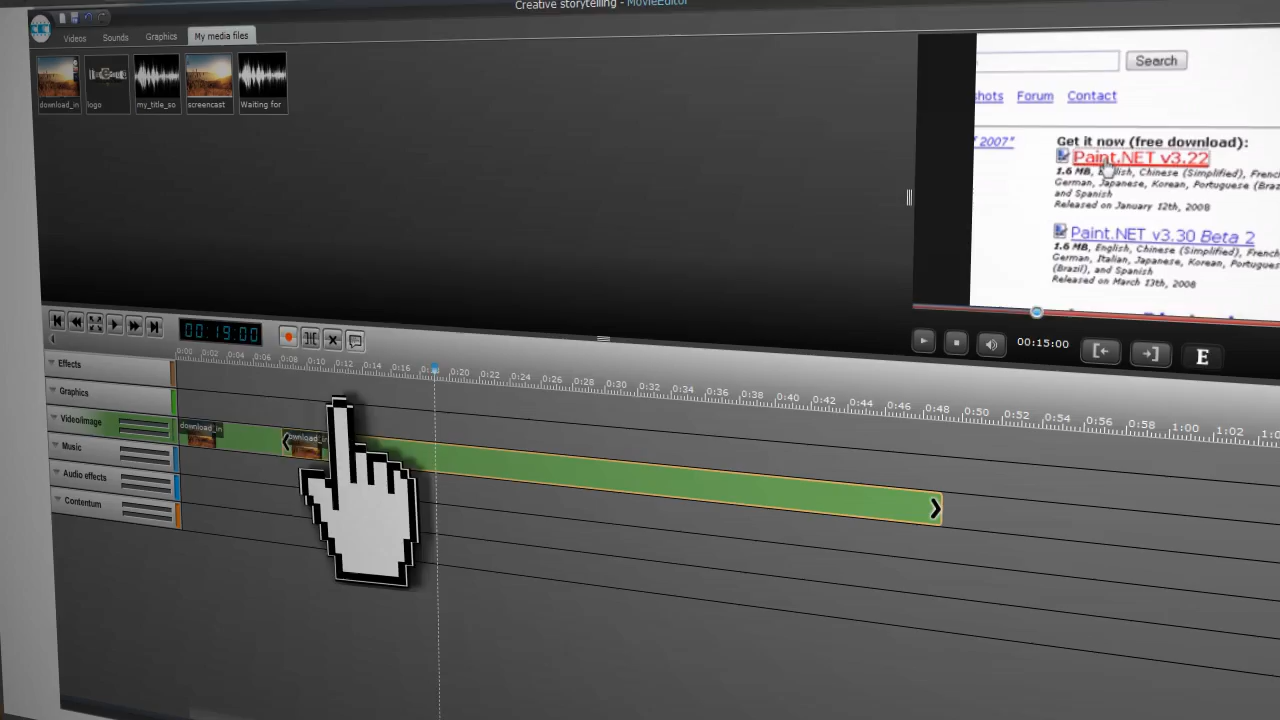 Creative storytelling - MovieEditor
Videos Sounds Graphics My media files
download_in logo my_title_so screencast Waiting for
Search
shots Forum Contact
2007"
Get it now (free download):
Paint.NET v3.22
1.6 MB, English, Chinese (Simplified), French
German, Japanese, Korean, Portuguese (Braz
and Spanish
Released on January 12th, 2008
Paint.NET v3.30 Beta 2
1.6 MB, English, Chinese (Simplified), French
German, Italian, Japanese, Korean, Portugues
(Brazil), and Spanish
Released on March 13th, 2008
00:19:00
00:15:00
E
0:00 0:02 0:04 0:06 0:08 0:10 0:12 0:14 0:16 0:20 0:22 0:24 0:26 0:28 0:30 0:32 0:34 0:36 0:38 0:40 0:42 0:44 0:46 0:48 0:50 0:52 0:54 0:56 0:58 1:00 1:02
Effects
Graphics
Video/image
download_in
download_in
Music
Audio effects
Contentum